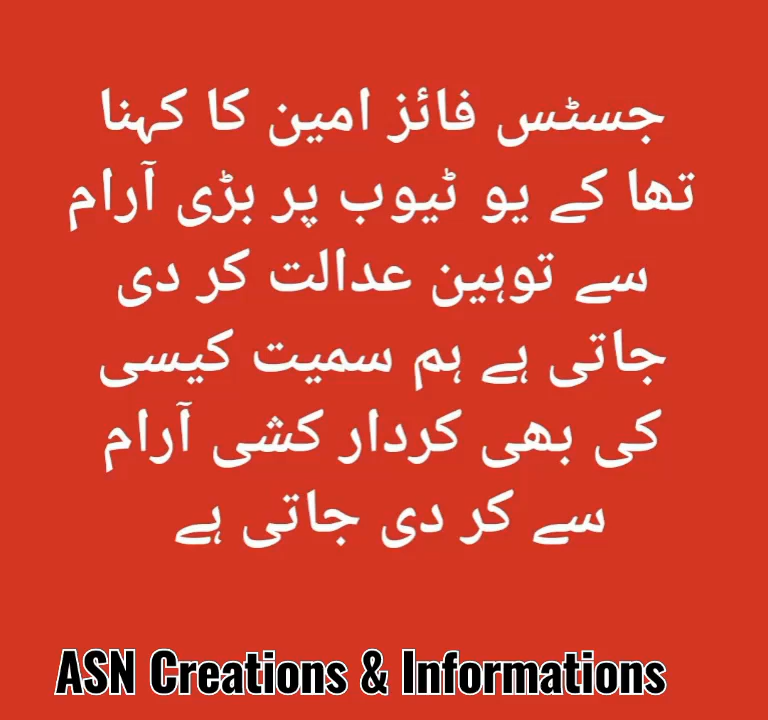 جسٹس فائز امین کا کہنا
تھا کے یو ٹیوب پر بڑی آرام
سے توہین عدالت کر دی
جاتی ہے ہم سمیت کیسی
کی بھی کردار کشی آرام
سے کر دی جاتی ہے
ASN Creations & Informations